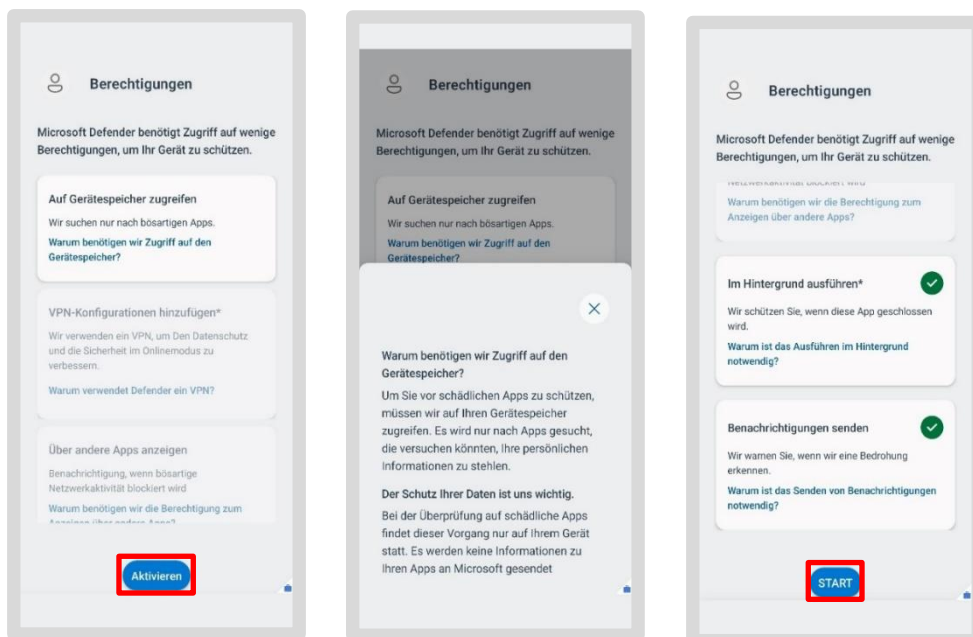 Berechtigungen
Microsoft Defender benötigt Zugriff auf wenige
Berechtigungen, um Ihr Gerät zu schützen.
Auf Gerätespeicher zugreifen
Wir suchen nur nach bösartigen Apps.
Warum benötigen wir Zugriff auf den
Gerätespeicher?
VPN-Konfigurationen hinzufügen*
Wir verwenden ein VPN, um Den Datenschutz
und die Sicherheit im Onlinemodus zu
verbessern.
Warum verwendet Defender ein VPN?
Über andere Apps anzeigen
Benachrichtigung, wenn bösartige
Netzwerkaktivität blockiert wird
Warum benötigen wir die Berechtigung zum
Anzeigen über andere Apps?
Aktivieren
Berechtigungen
Microsoft Defender benötigt Zugriff auf wenige
Berechtigungen, um Ihr Gerät zu schützen.
Auf Gerätespeicher zugreifen
Wir suchen nur nach bösartigen Apps.
Warum benötigen wir Zugriff auf den
Gerätespeicher?
Warum benötigen wir Zugriff auf den
Gerätespeicher?
Um Sie vor schädlichen Apps zu schützen,
müssen wir auf Ihren Gerätespeicher
zugreifen. Es wird nur nach Apps gesucht,
die versuchen könnten, Ihre persönlichen
Informationen zu stehlen.
Der Schutz Ihrer Daten ist uns wichtig.
Bei der Überprüfung auf schädliche Apps
findet dieser Vorgang nur auf Ihrem Gerät
statt. Es werden keine Informationen zu
Ihren Apps an Microsoft gesendet
Berechtigungen
Microsoft Defender benötigt Zugriff auf wenige
Berechtigungen, um Ihr Gerät zu schützen.
Netzwerkaktivität blockiert wird
Warum benötigen wir die Berechtigung zum
Anzeigen über andere Apps?
Im Hintergrund ausführen*
Wir schützen Sie, wenn diese App geschlossen
wird.
Warum ist das Ausführen im Hintergrund
notwendig?
Benachrichtigungen senden
Wir warnen Sie, wenn wir eine Bedrohung
erkennen.
Warum ist das Senden von Benachrichtigungen
notwendig?
START